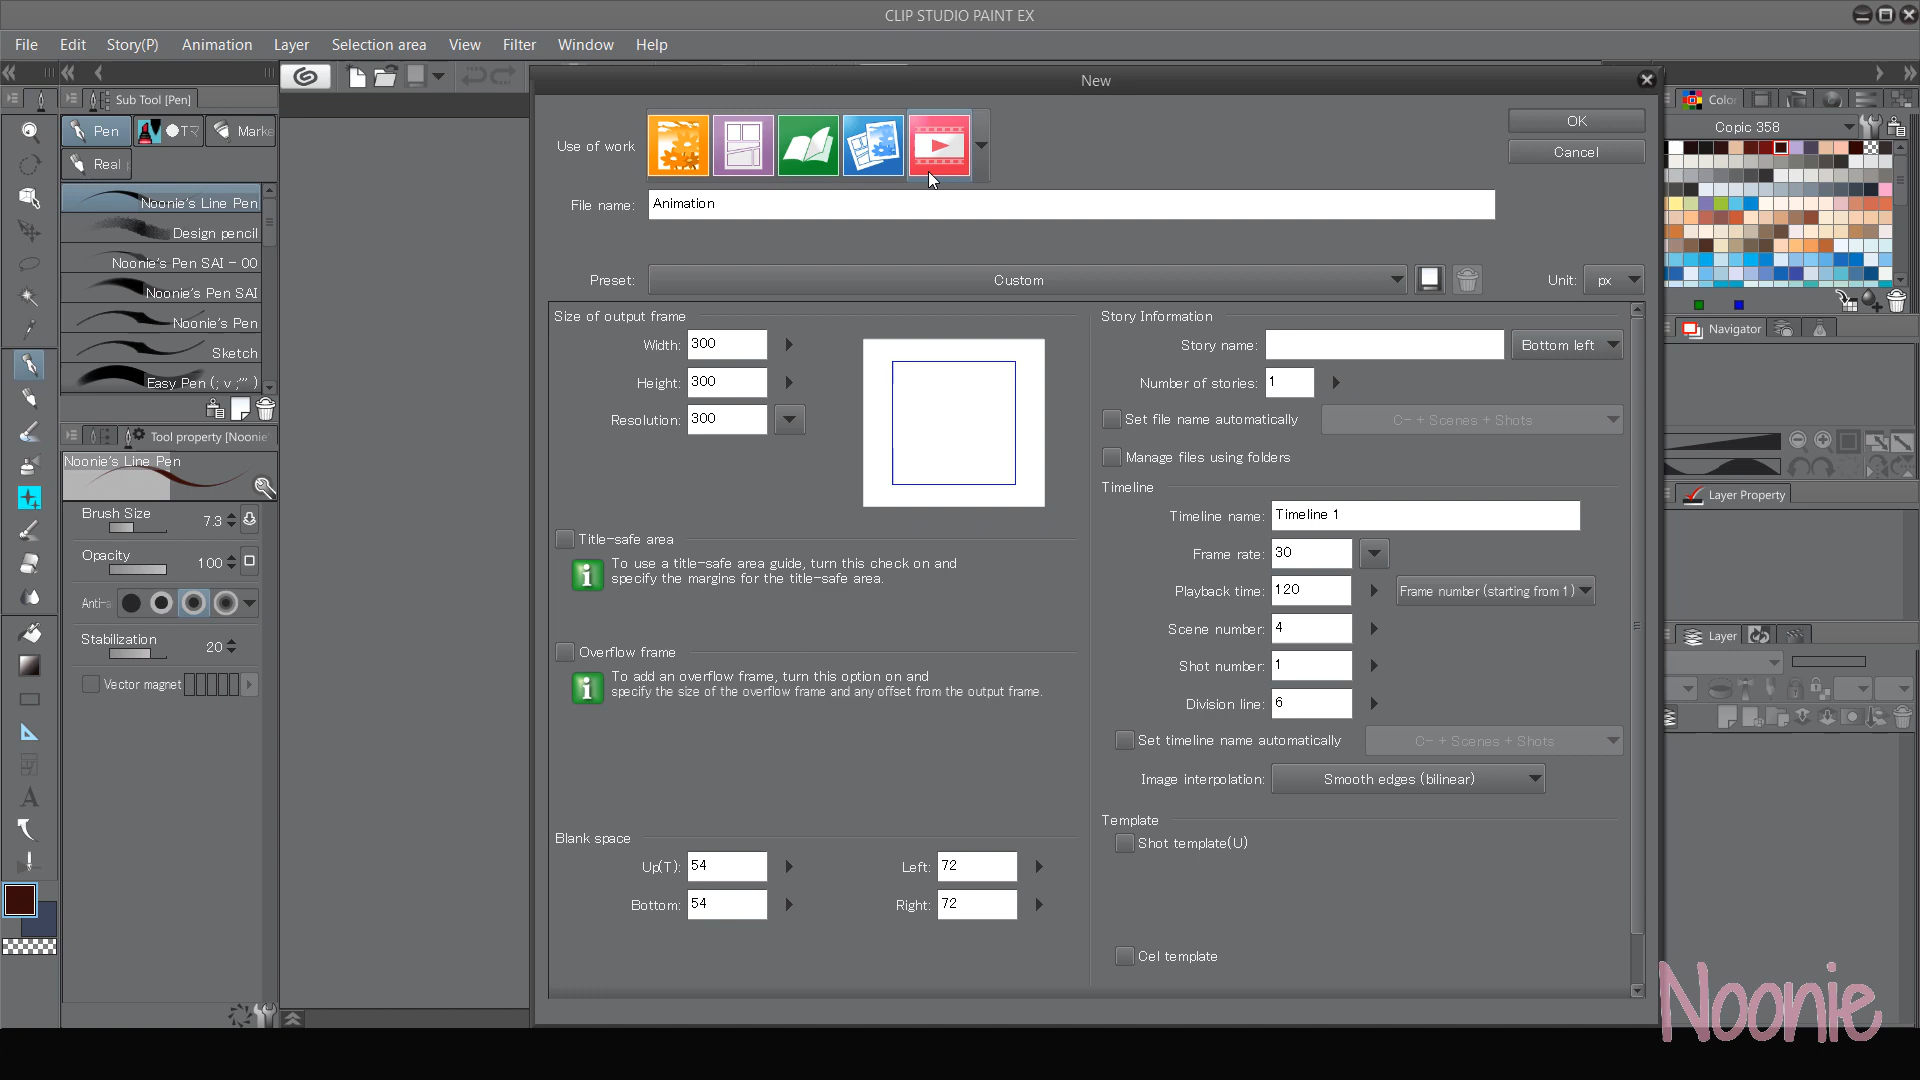 CLIP STUDIO PAINT EX
File Edit Story(P) Animation Layer Selection area View Filter Window Help
New
Sub Tool [Pen]
Pen
Marke
Real
Noonie's Line Pen
Design pencil
Noonie's Pen SAI - 00
Noonie's Pen SAI
Noonie's Pen
Sketch
Easy Pen (; v ;''' )
Tool property [Noonie
Noonie's Line Pen
Brush Size 7.3
Opacity 100
Anti-a
Stabilization 20
Vector magnet
Use of work
File name: Animation
Preset: Custom
Unit: px
OK
Cancel
Size of output frame
Width: 300
Height: 300
Resolution: 300
Title-safe area
To use a title-safe area guide, turn this check on and
specify the margins for the title-safe area.
Overflow frame
To add an overflow frame, turn this option on and
specify the size of the overflow frame and any offset from the output frame.
Blank space
Up(T): 54 Left: 72
Bottom: 54 Right: 72
Story Information
Story name: Bottom left
Number of stories: 1
Set file name automatically C- + Scenes + Shots
Manage files using folders
Timeline
Timeline name: Timeline 1
Frame rate: 30
Playback time: 120 Frame number (starting from 1)
Scene number: 4
Shot number: 1
Division line: 6
Set timeline name automatically C- + Scenes + Shots
Image interpolation: Smooth edges (bilinear)
Template
Shot template(U)
Cel template
Colo
Copic 358
Navigator
Layer Property
Layer
Noonie